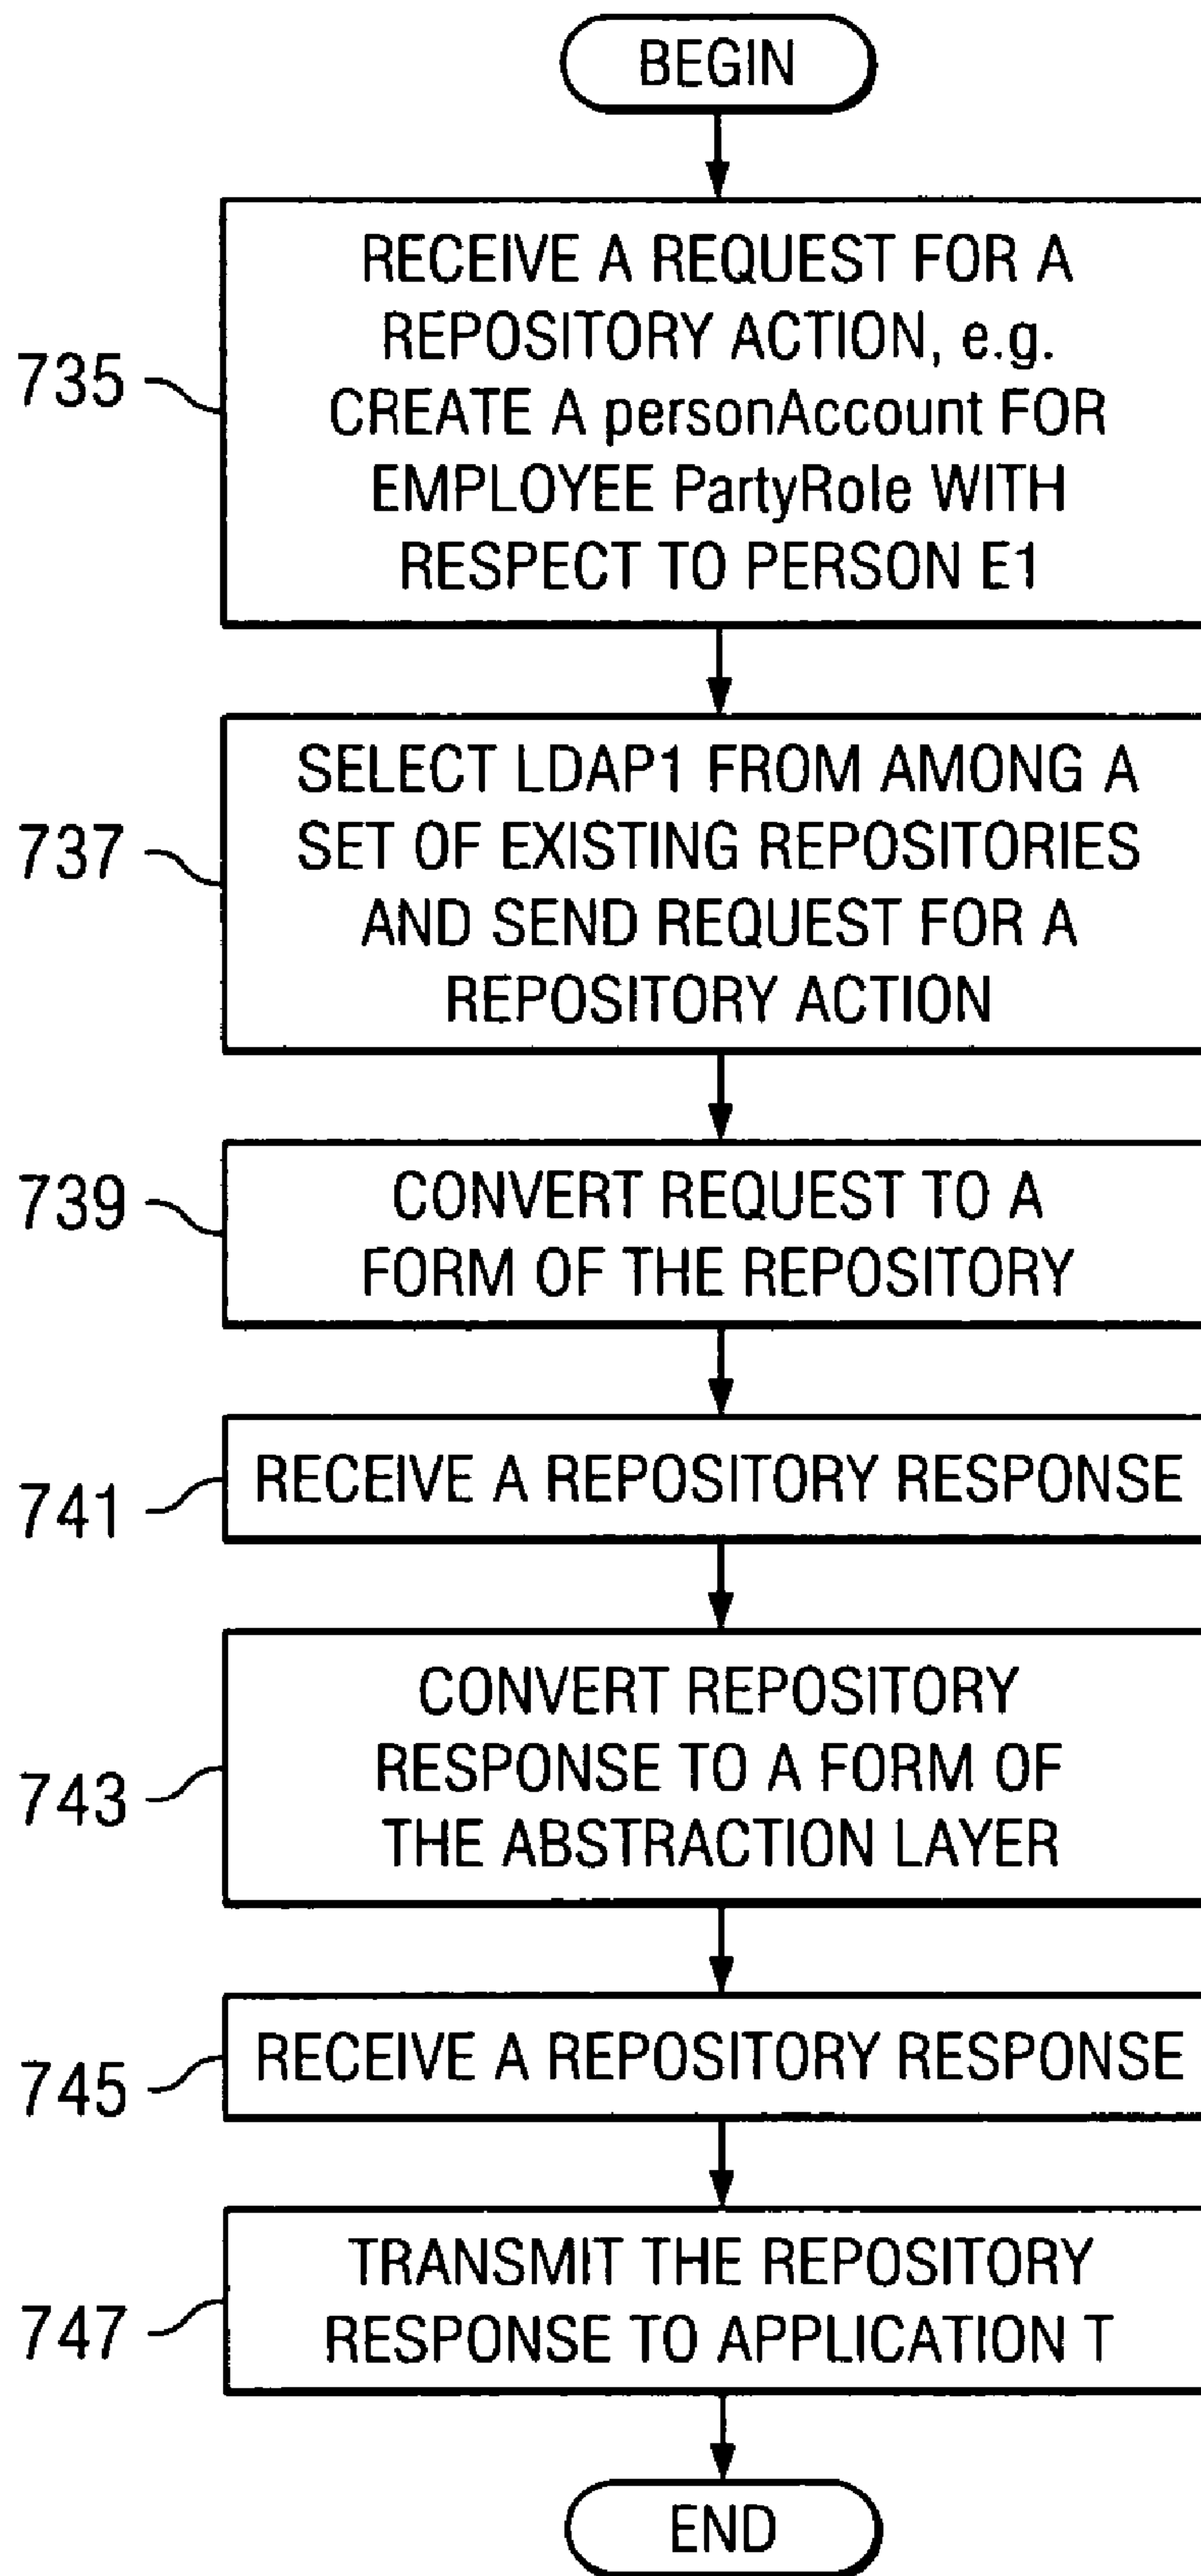 BEGIN
735
RECEIVE A REQUEST FOR A
REPOSITORY ACTION, e.g.
CREATE A personAccount FOR
EMPLOYEE PartyRole WITH
RESPECT TO PERSON E1
737
SELECT LDAP1 FROM AMONG A
SET OF EXISTING REPOSITORIES
AND SEND REQUEST FOR A
REPOSITORY ACTION
739
CONVERT REQUEST TO A
FORM OF THE REPOSITORY
741
RECEIVE A REPOSITORY RESPONSE
743
CONVERT REPOSITORY
RESPONSE TO A FORM OF
THE ABSTRACTION LAYER
745
RECEIVE A REPOSITORY RESPONSE
747
TRANSMIT THE REPOSITORY
RESPONSE TO APPLICATION T
END